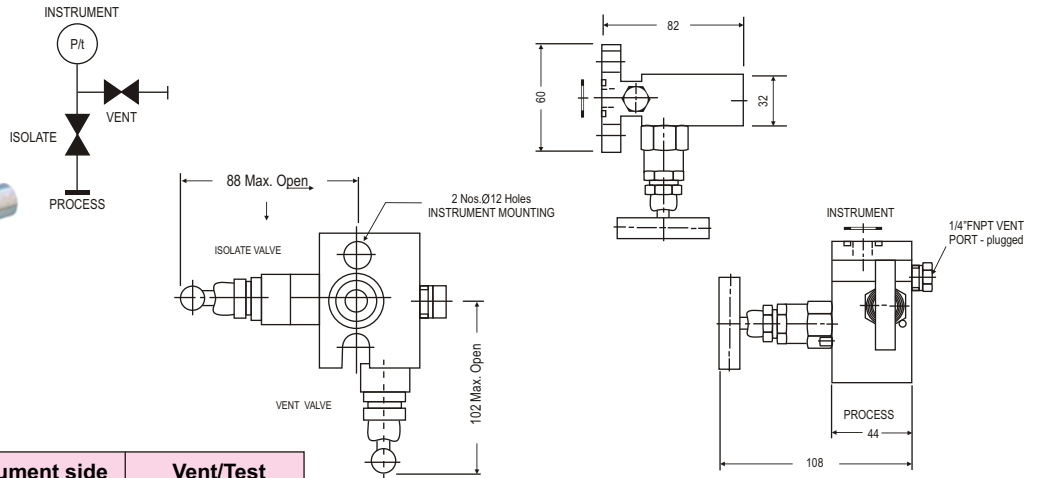 INSTRUMENT
P/t
VENT
ISOLATE
PROCESS
82
60
32
88 Max. Open
2 Nos.Ø12 Holes
INSTRUMENT MOUNTING
ISOLATE VALVE
102 Max. Open
VENT VALVE
INSTRUMENT
1/4"FNPT VENT
PORT - plugged
PROCESS
44
108
ument side
Vent/Test